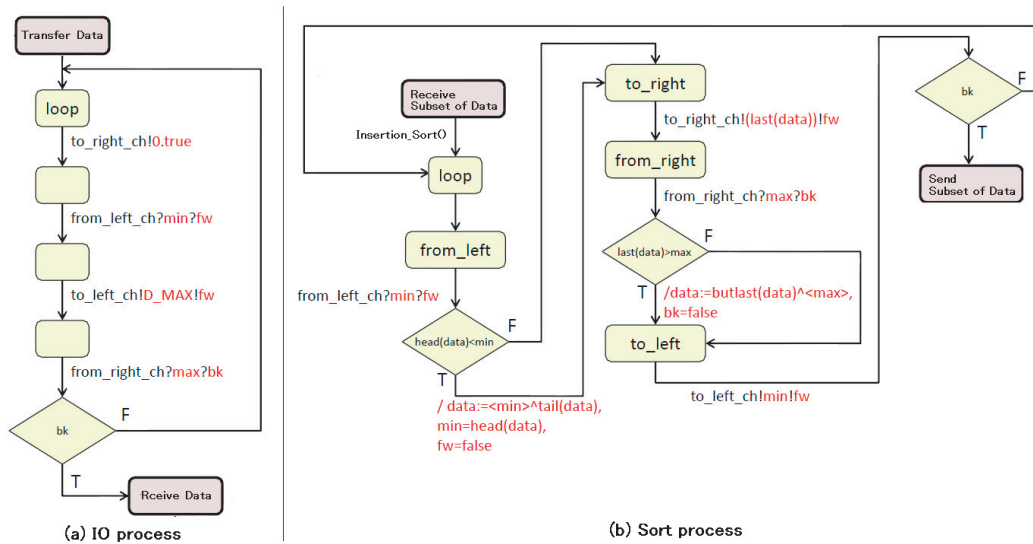 Transfer Data
loop
to_right_ch!0.true
from_left_ch?min?fw
to_left_ch!D_MAX!fw
from_right_ch?max?bk
bk
F
T
Rceive Data
(a) IO process
Receive
Subset of Data
Insertion_Sort()
loop
from_left
from_left_ch?min?fw
head(data)<min
F
T
/ data:=<min>^tail(data),
min=head(data),
fw=false
to_right
to_right_ch!(last(data))!fw
from_right
from_right_ch?max?bk
last(data)>max
F
T
/data:=butlast(data)^<max>,
bk=false
to_left
to_left_ch!min!fw
bk
F
T
Send
Subset of Data
(b) Sort process